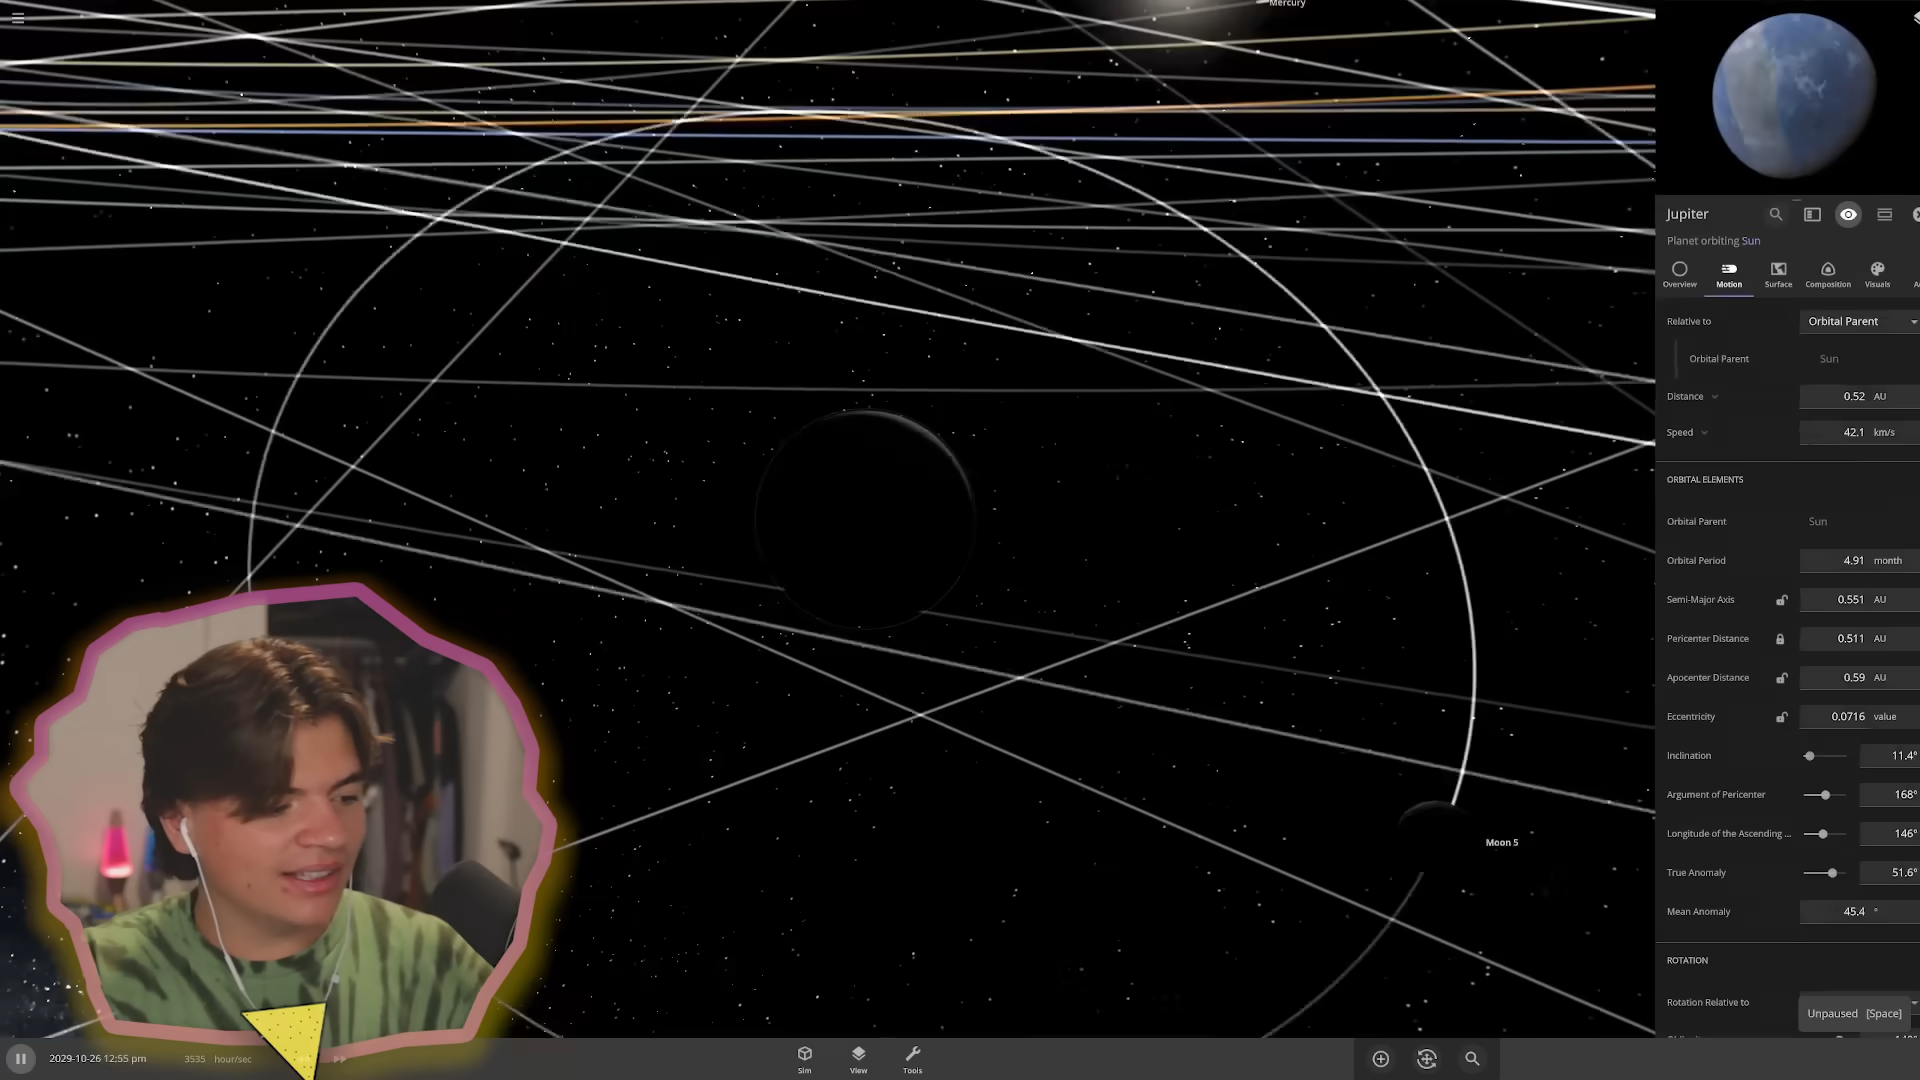 Mercury
Moon 5
Jupiter
Planet orbiting Sun
Overview Motion Surface Composition Visuals
Relative to Orbital Parent
Orbital Parent Sun
Distance 0.52 AU
Speed 42.1 km/s
ORBITAL ELEMENTS
Orbital Parent Sun
Orbital Period 4.91 month
Semi-Major Axis 0.551 AU
Pericenter Distance 0.511 AU
Apocenter Distance 0.59 AU
Eccentricity 0.0716 value
Inclination 11.4°
Argument of Pericenter 168°
Longitude of the Ascending ... 146°
True Anomaly 51.6°
Mean Anomaly 45.4 °
ROTATION
Rotation Relative to
Unpaused [Space]
2029-10-26 12:55 pm 3535 hour/sec
Sim View Tools